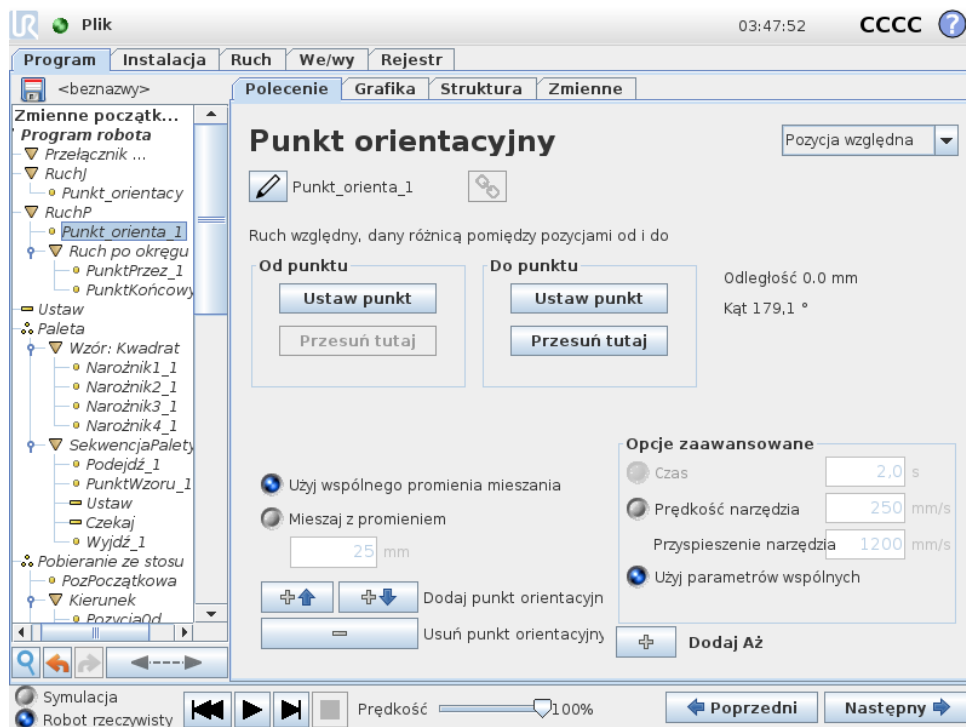 UR Plik 03:47:52 CCCC ?
Program Instalacja Ruch We/wy Rejestr
<beznazwy>
Polecenie Grafika Struktura Zmienne
Zmienne początk...
Program robota
Przełącznik ...
RuchJ
Punkt_orientacy
RuchP
Punkt_orienta_1
Ruch po okręgu
PunktPrzez_1
PunktKońcowy
Ustaw
Paleta
Wzór: Kwadrat
Narożnik1_1
Narożnik2_1
Narożnik3_1
Narożnik4_1
SekwencjaPalety
Podejdź_1
PunktWzoru_1
Ustaw
Czekaj
Wyjdź_1
Pobieranie ze stosu
PozPoczątkowa
Kierunek
PozycjaOd
Punkt orientacyjny
Pozycja względna
Punkt_orienta_1
Ruch względny, dany różnicą pomiędzy pozycjami od i do
Od punktu
Ustaw punkt
Przesuń tutaj
Do punktu
Ustaw punkt
Przesuń tutaj
Odległość 0.0 mm
Kąt 179,1 °
Użyj wspólnego promienia mieszania
Mieszaj z promieniem
25 mm
Dodaj punkt orientacyjn
Usuń punkt orientacyjny
Opcje zaawansowane
Czas 2,0 s
Prędkość narzędzia 250 mm/s
Przyspieszenie narzędzia 1200 mm/s
Użyj parametrów wspólnych
Dodaj Aż
Symulacja
Robot rzeczywisty
Prędkość 100%
Poprzedni Następny